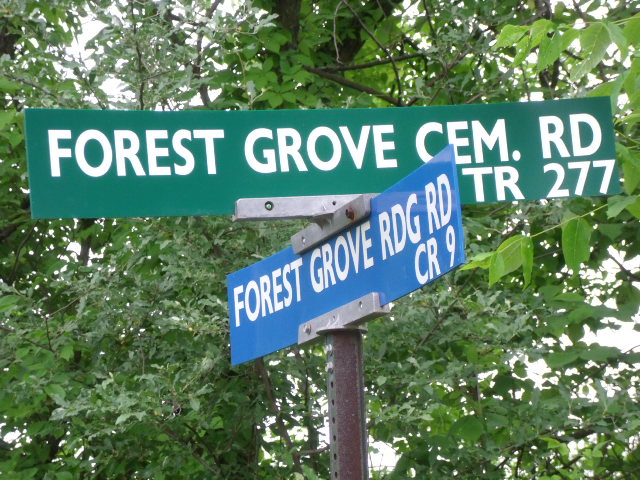 FOREST GROVE CEM. RD
TR 277
FOREST GROVE RDG RD
CR 9